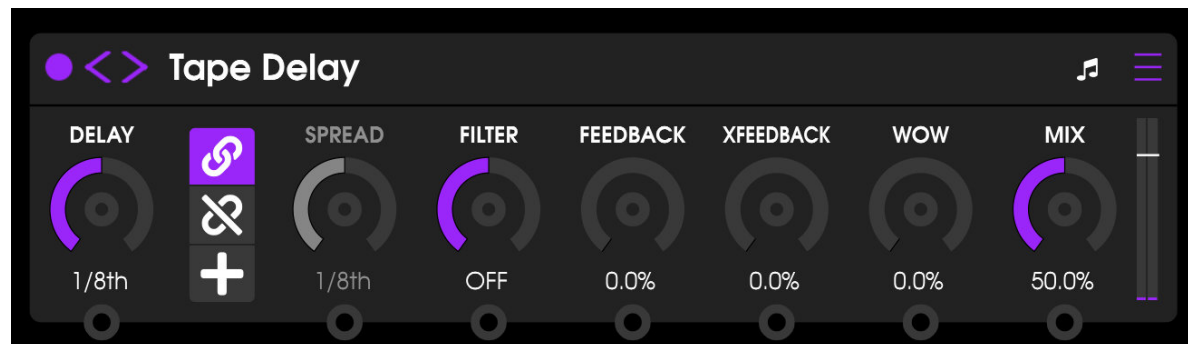 Tape Delay
DELAY SPREAD FILTER FEEDBACK XFEEDBACK WOW MIX
1/8th 1/8th OFF 0.0% 0.0% 0.0% 50.0%